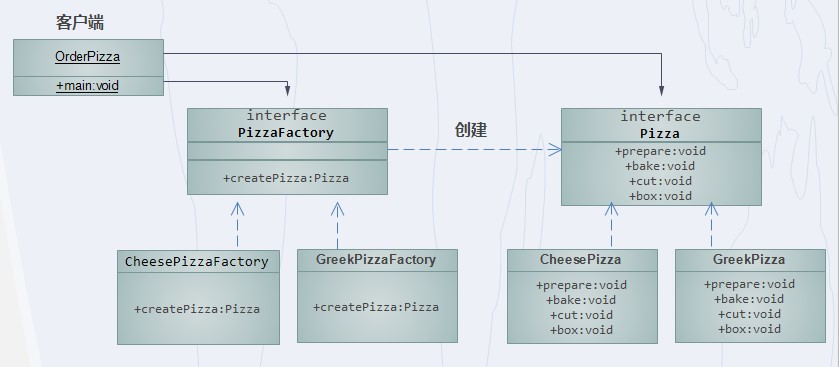 客户端
OrderPizza
+main:void
interface
PizzaFactory
+createPizza:Pizza
创建
interface
Pizza
+prepare:void
+bake:void
+cut:void
+box:void
CheesePizzaFactory
+createPizza:Pizza
GreekPizzaFactory
+createPizza:Pizza
CheesePizza
+prepare:void
+bake:void
+cut:void
+box:void
GreekPizza
+prepare:void
+bake:void
+cut:void
+box:void